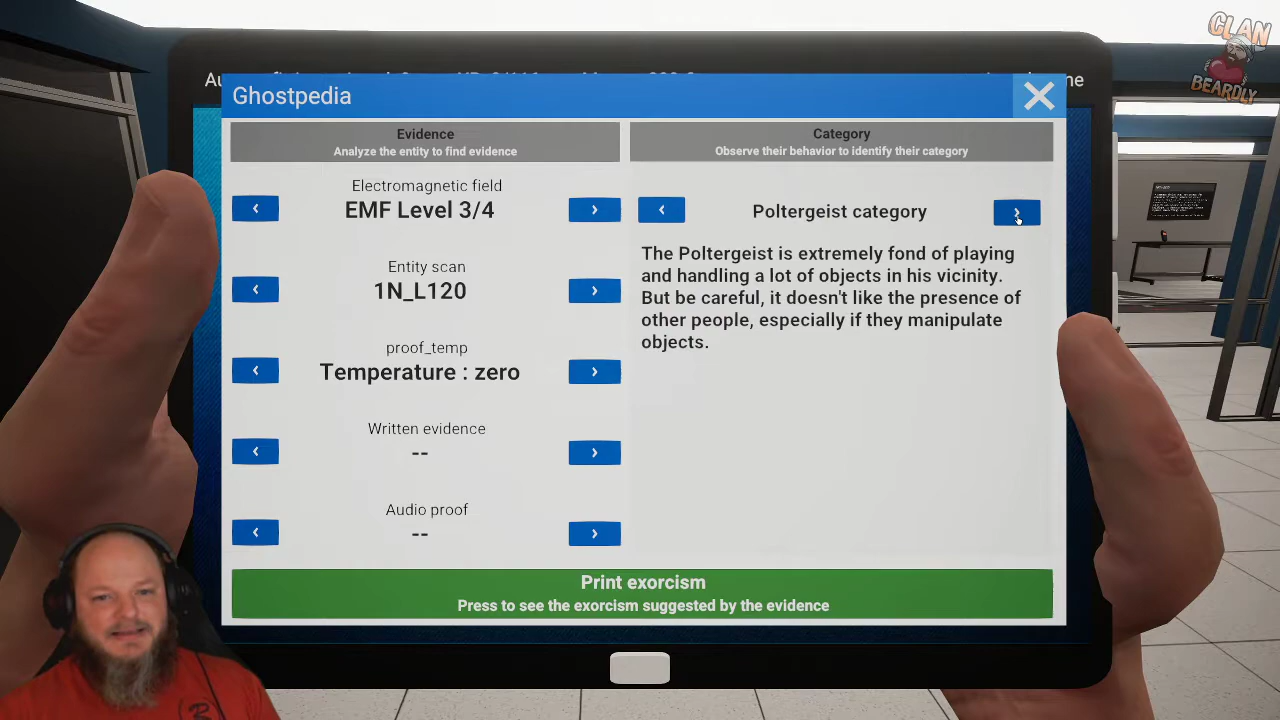 CLAN
BEARDLY
Ghostpedia
Evidence
Analyze the entity to find evidence
Category
Observe their behavior to identify their category
Electromagnetic field
EMF Level 3/4
Poltergeist category
The Poltergeist is extremely fond of playing
and handling a lot of objects in his vicinity.
But be careful, it doesn't like the presence of
other people, especially if they manipulate
objects.
Entity scan
1N_L120
proof_temp
Temperature : zero
Written evidence
--
Audio proof
--
Print exorcism
Press to see the exorcism suggested by the evidence